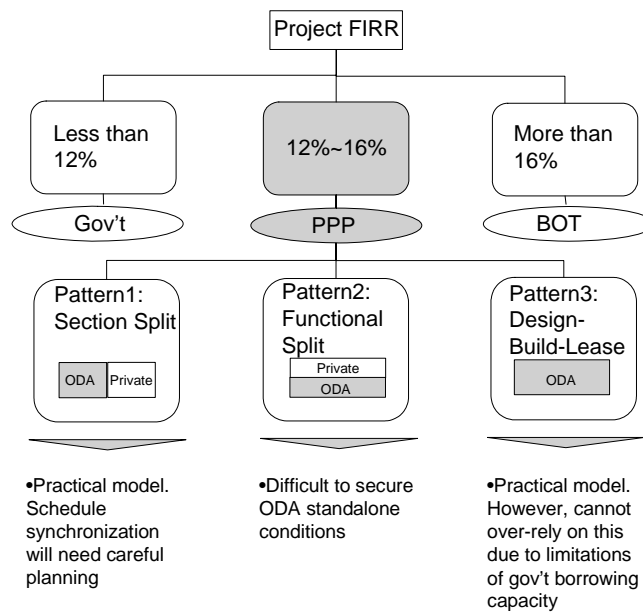 Project FIRR
Less than
12%
12%~16%
More than
16%
Gov't
PPP
BOT
Pattern1:
Section Split
ODA
Private
Pattern2:
Functional
Split
Private
ODA
Pattern3:
Design-
Build-Lease
ODA
•Practical model.
Schedule
synchronization
will need careful
planning
•Difficult to secure
ODA standalone
conditions
•Practical model.
However, cannot
over-rely on this
due to limitations
of gov't borrowing
capacity